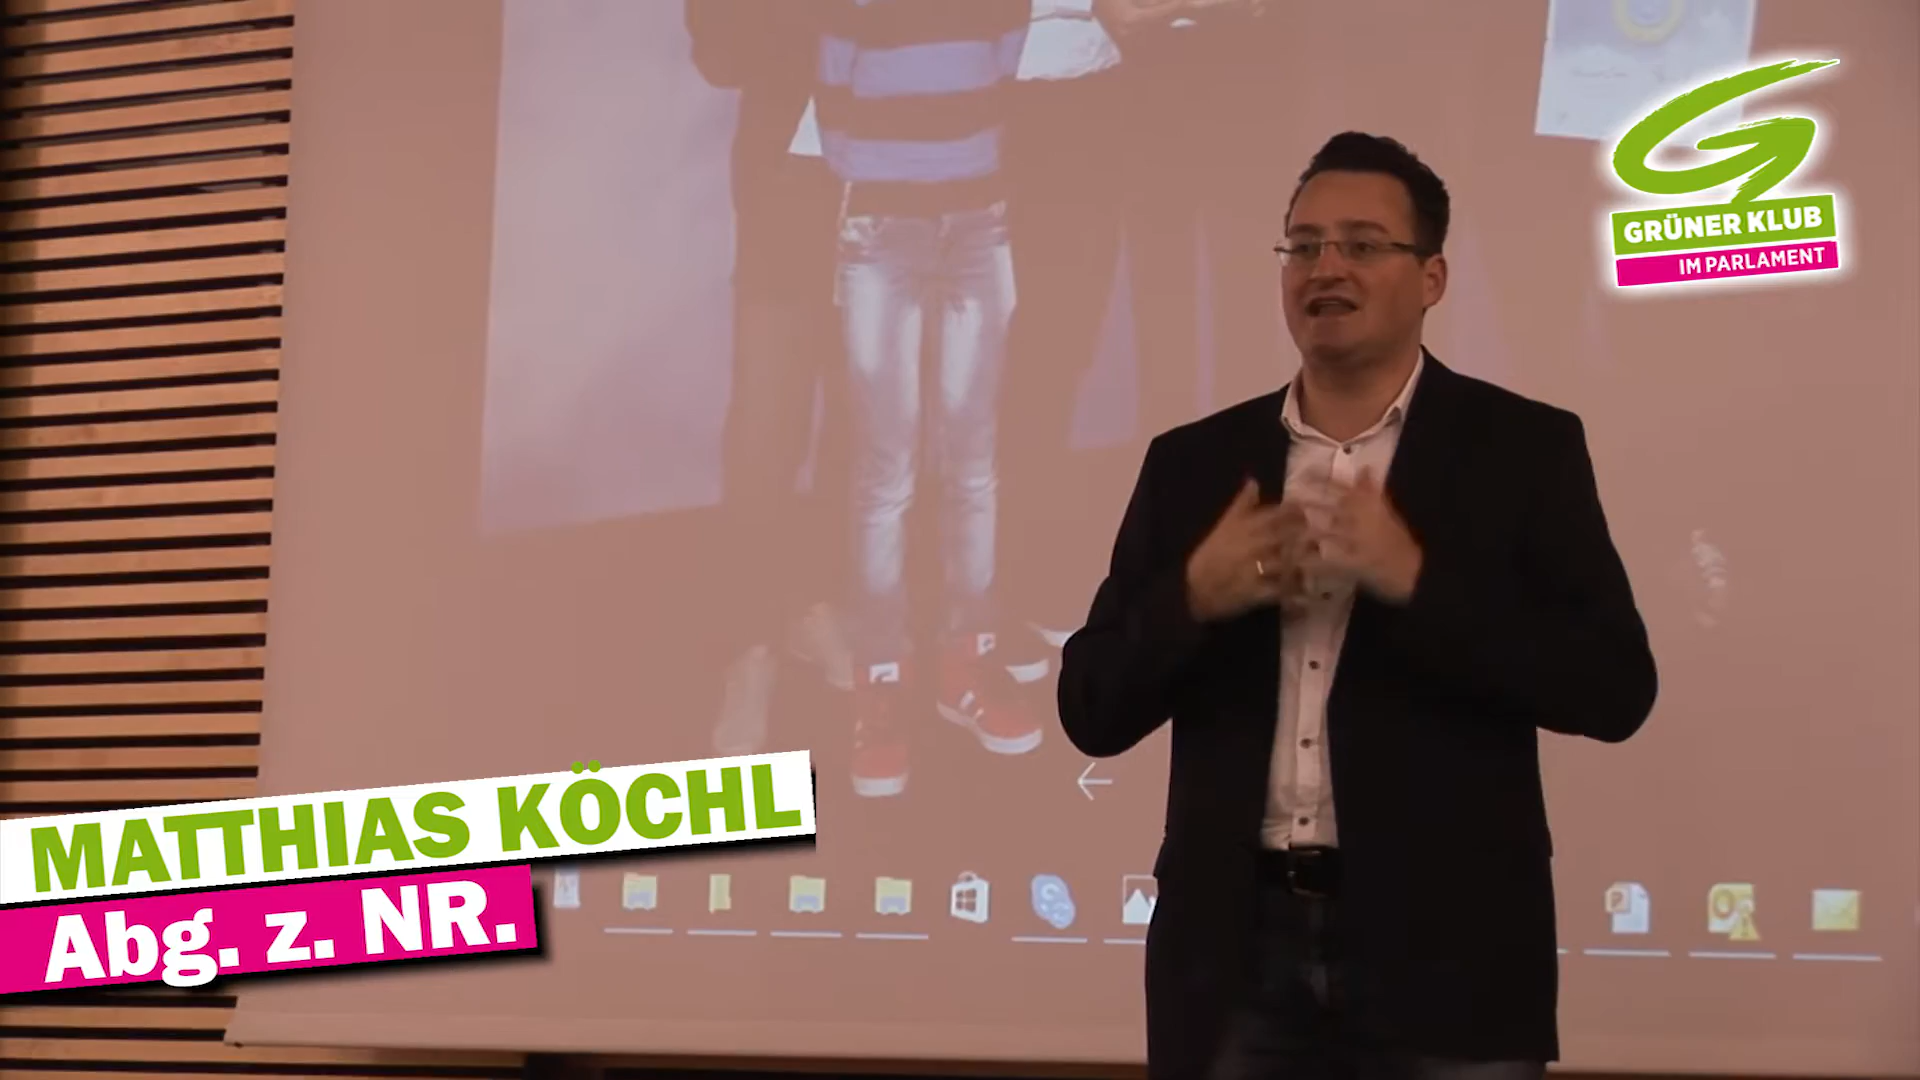 GRÜNER KLUB
IM PARLAMENT
MATTHIAS KÖCHL
Abg. z. NR.